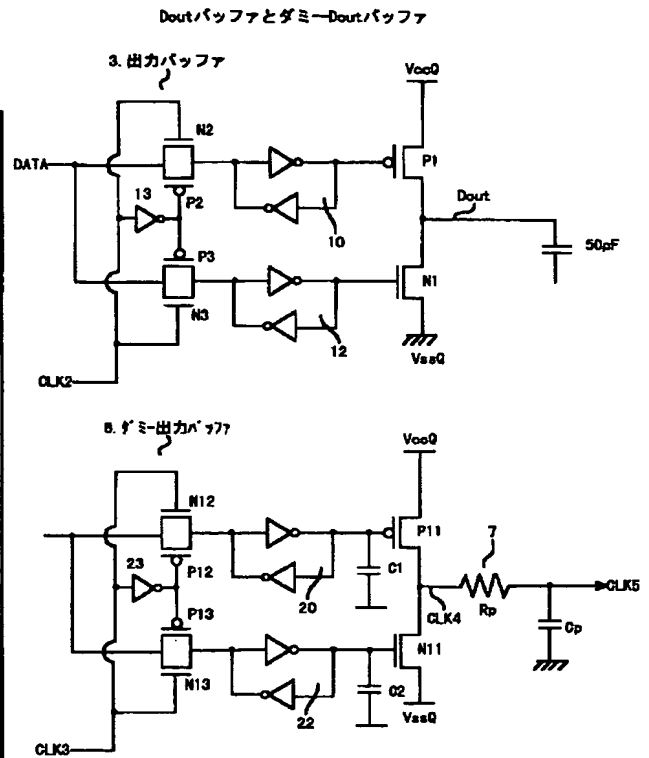 Doutバッファとダミー Doutバッファ
3. 出力バッファ
VccQ
N2
DATA
13
P2
P1
10
Dout
50pF
P3
N3
12
N1
VssQ
CLK2
5. ダミー出力バッファ
VccQ
N12
23
P12
20
C1
P11
7
CLK5
P13
CLK4
Rp
Cp
N13
22
C2
N11
VssQ
CLK3